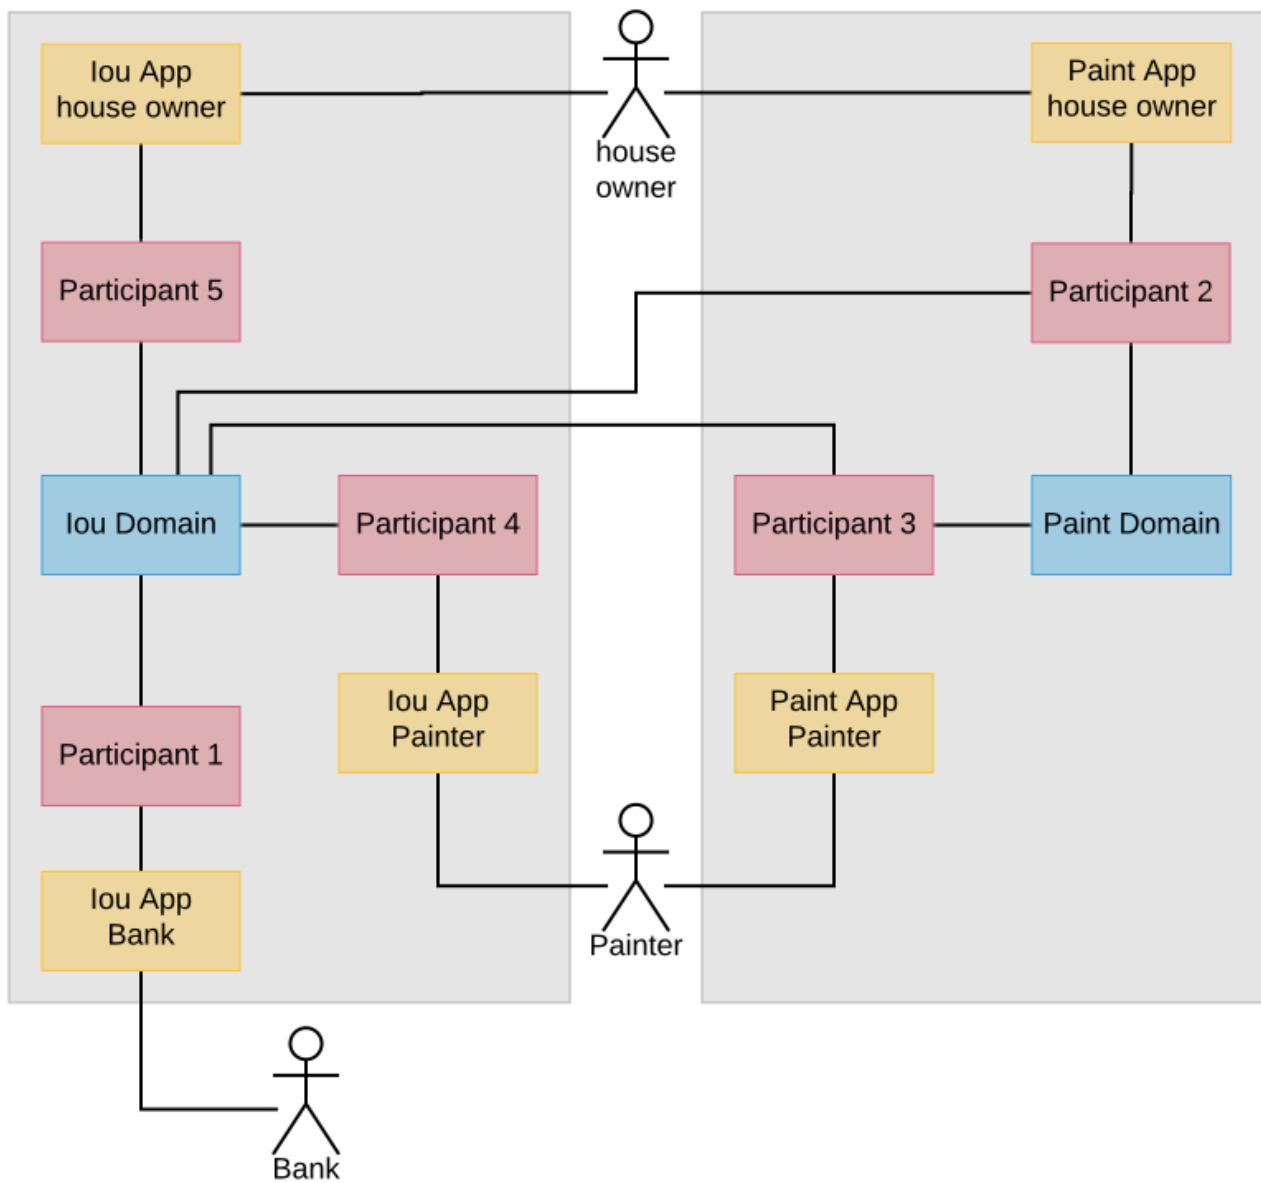 Iou App
house owner
house
owner
Paint App
house owner
Participant 5
Participant 2
Iou Domain
Participant 4
Participant 3
Paint Domain
Iou App
Painter
Paint App
Painter
Participant 1
Iou App
Bank
Painter
Bank